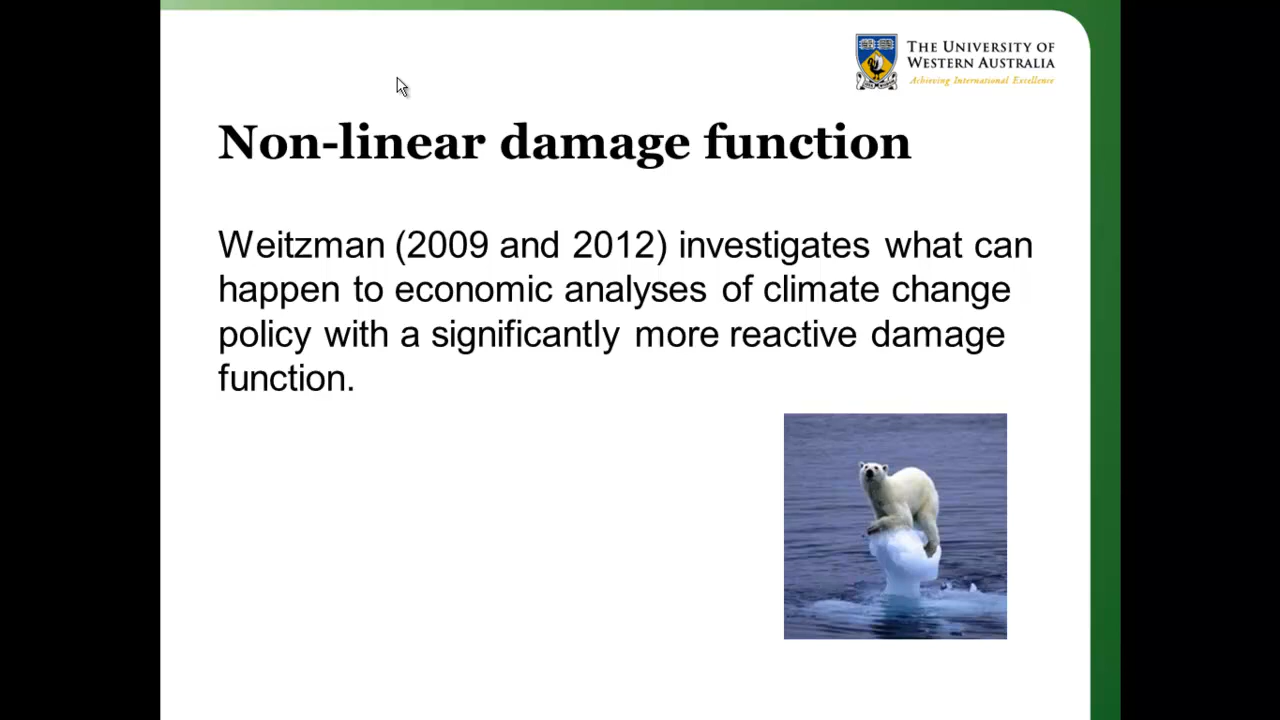 THE UNIVERSITY OF
WESTERN AUSTRALIA
Achieving International Excellence
Non-linear damage function
Weitzman (2009 and 2012) investigates what can
happen to economic analyses of climate change
policy with a significantly more reactive damage
function.